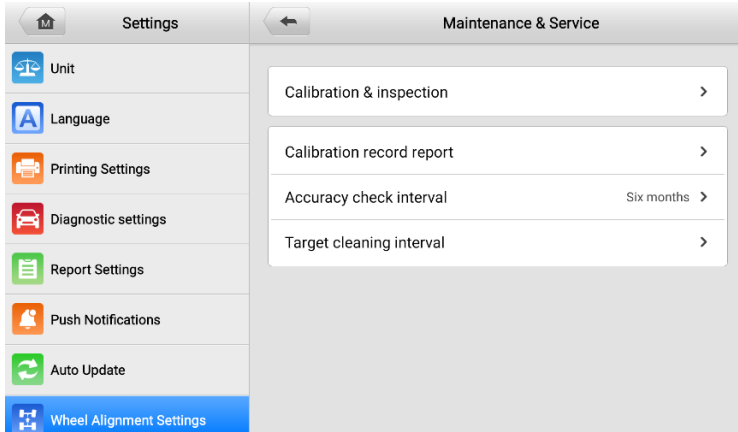 M
Settings
Maintenance & Service
Unit
A
Language
Printing Settings
Diagnostic settings
Report Settings
Push Notifications
Auto Update
Wheel Alignment Settings
Calibration & inspection
Calibration record report
Accuracy check interval Six months
Target cleaning interval